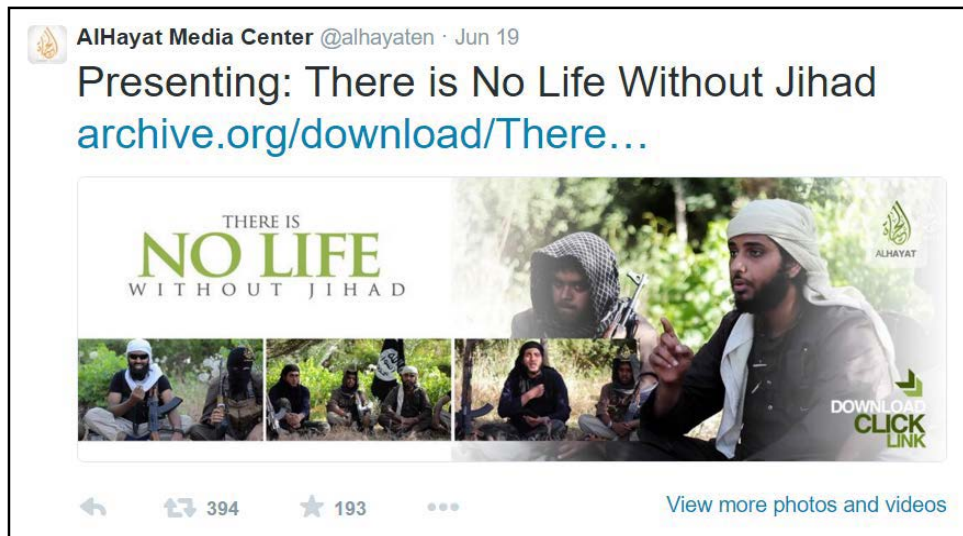 AlHayat Media Center @alhayaten · Jun 19
Presenting: There is No Life Without Jihad
archive.org/download/There…
THERE IS
NO LIFE
WITHOUT JIHAD
ALHAYAT
DOWNLOAD
CLICK
LINK
394
193
View more photos and videos